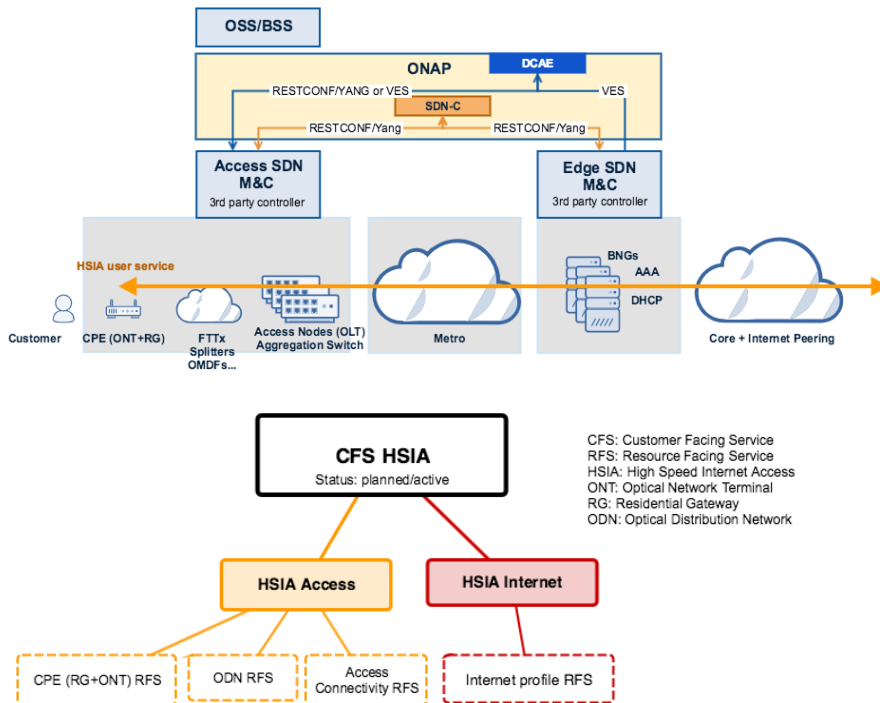 OSS/BSS
ONAP
DCAE
RESTCONF/YANG or VES
VES
SDN-C
RESTCONF/Yang
RESTCONF/Yang
Access SDN
M&C
3rd party controller
Edge SDN
M&C
3rd party controller
HSIA user service
BNGs
AAA
DHCP
Customer
CPE (ONT+RG)
FTTx
Splitters
OMDFs...
Access Nodes (OLT)
Aggregation Switch
Metro
Core + Internet Peering
CFS HSIA
Status: planned/active
CFS: Customer Facing Service
RFS: Resource Facing Service
HSIA: High Speed Internet Access
ONT: Optical Network Terminal
RG: Residential Gateway
ODN: Optical Distribution Network
HSIA Access
HSIA Internet
CPE (RG+ONT) RFS
ODN RFS
Access
Connectivity RFS
Internet profile RFS